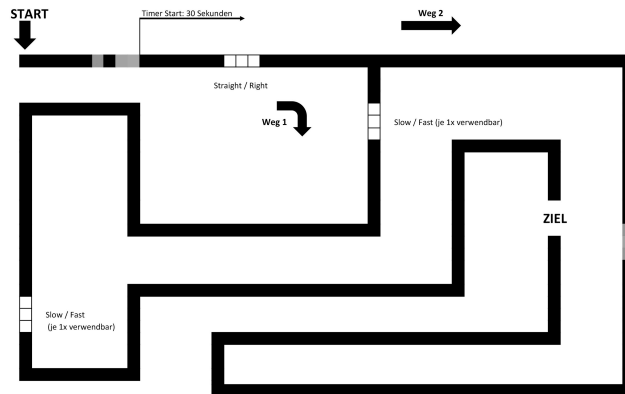 START
Timer Start: 30 Sekunden
Weg 2
Straight / Right
Weg 1
Slow / Fast (je 1x verwendbar)
ZIEL
Slow / Fast
(je 1x verwendbar)